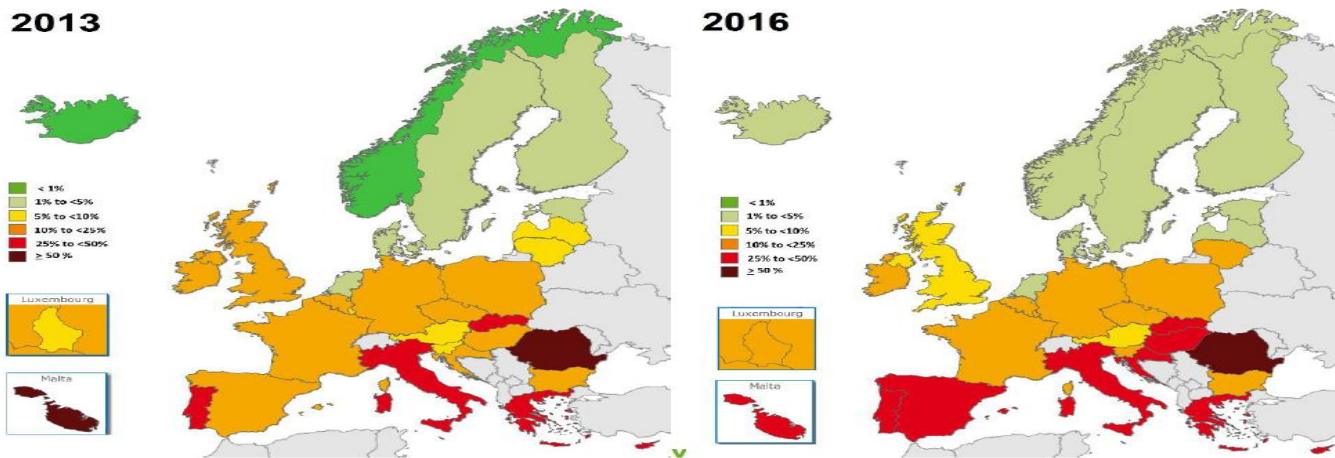 2013
< 1%
1% to <5%
5% to <10%
10% to <25%
25% to <50%
≥ 50 %
Luxembourg
Malta
2016
< 1%
1% to <5%
5% to <10%
10% to <25%
25% to <50%
≥ 50 %
Luxembourg
Malta
v